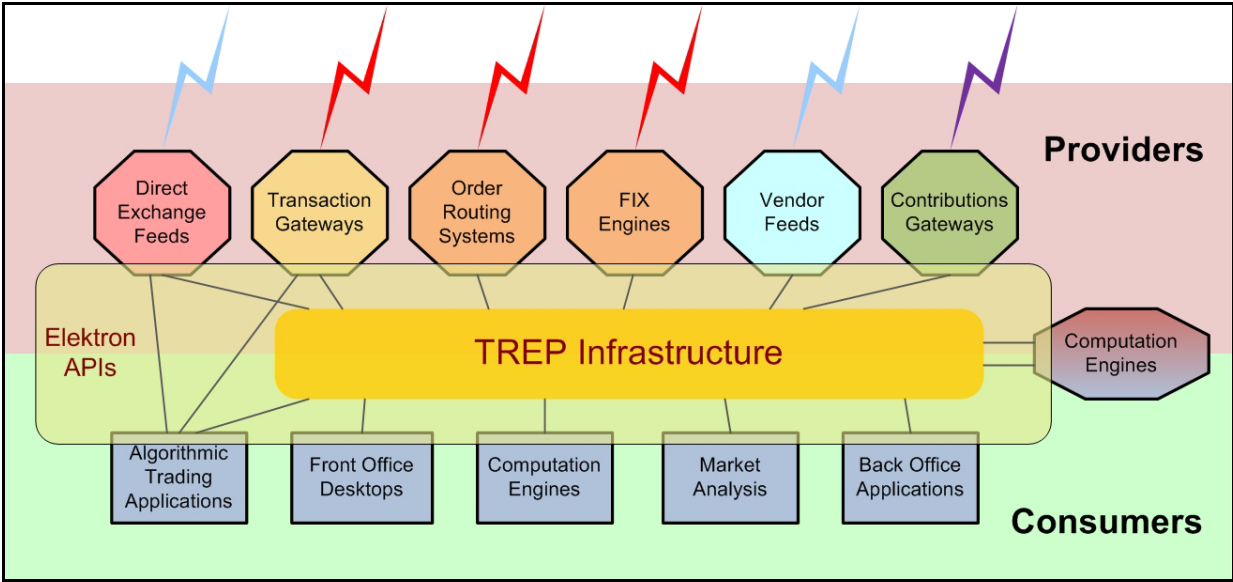 Providers
Direct
Exchange
Feeds
Transaction
Gateways
Order
Routing
Systems
FIX
Engines
Vendor
Feeds
Contributions
Gateways
Elektron
APIs
TREP Infrastructure
Computation
Engines
Algorithmic
Trading
Applications
Front Office
Desktops
Computation
Engines
Market
Analysis
Back Office
Applications
Consumers